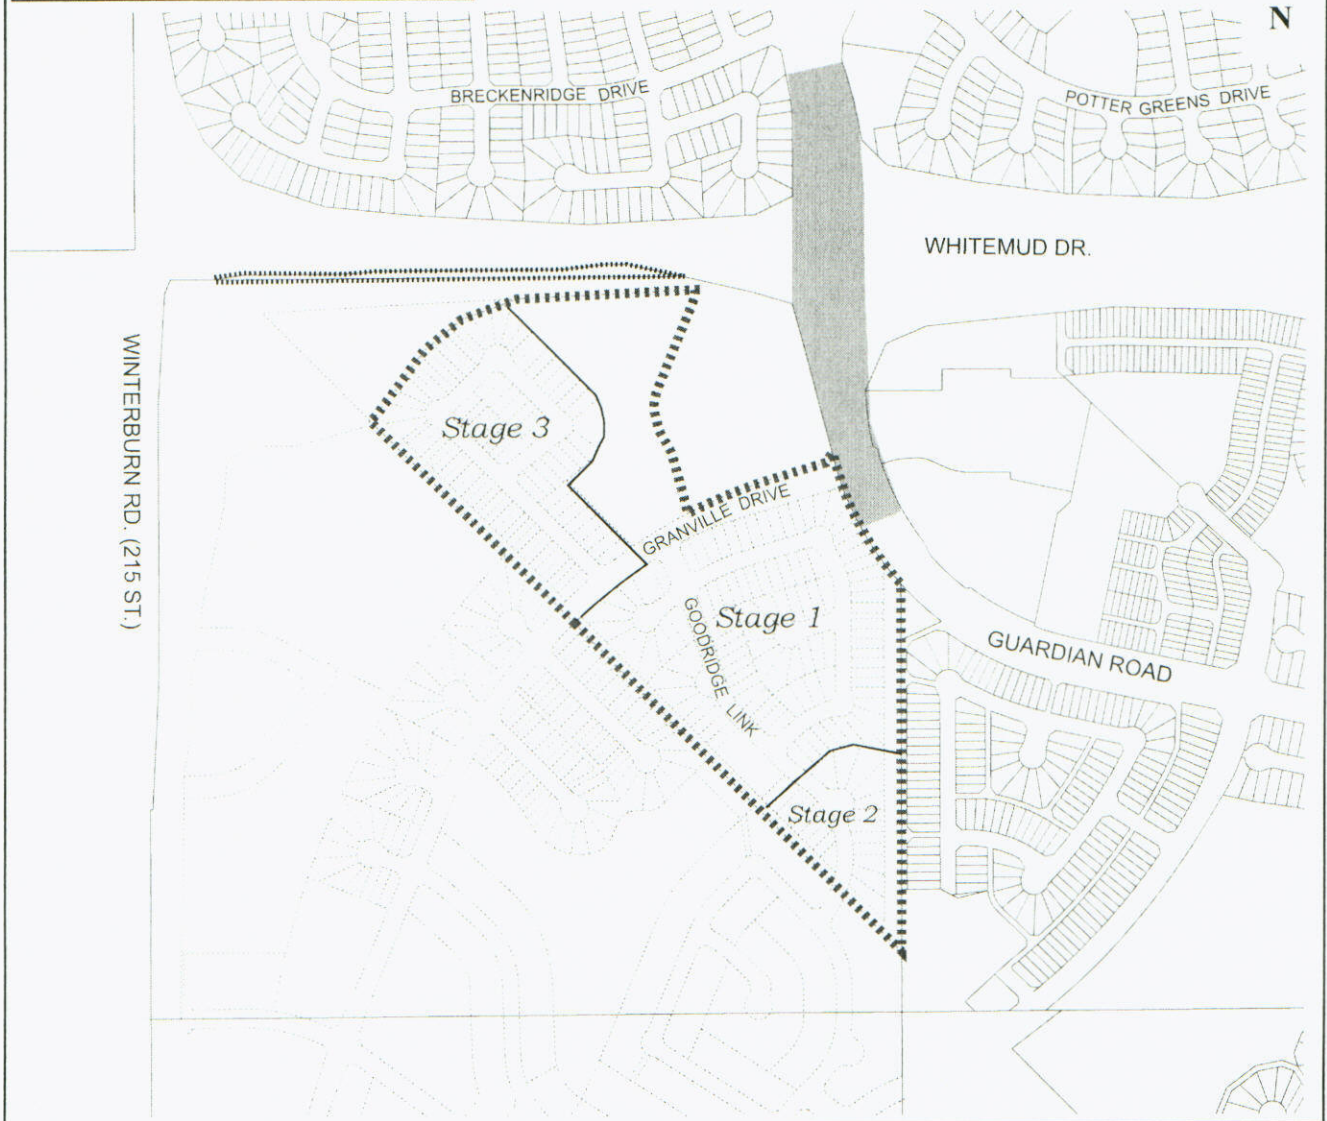 N
BRECKENRIDGE DRIVE
POTTER GREENS DRIVE
WHITEMUD DR.
WINTERBURN RD. (215 ST.)
Stage 3
GRANVILLE DRIVE
GOODRIDGE LINK
Stage 1
GUARDIAN ROAD
Stage 2